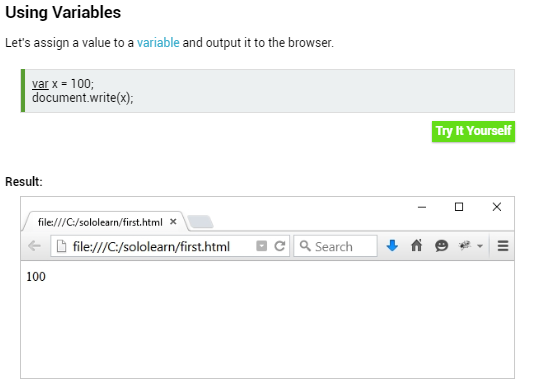 Using Variables
Let's assign a value to a variable and output it to the browser.
var x = 100;
document.write(x);
Try It Yourself
Result:
file:///C:/sololearn/first.html
file:///C:/sololearn/first.html
Search
100